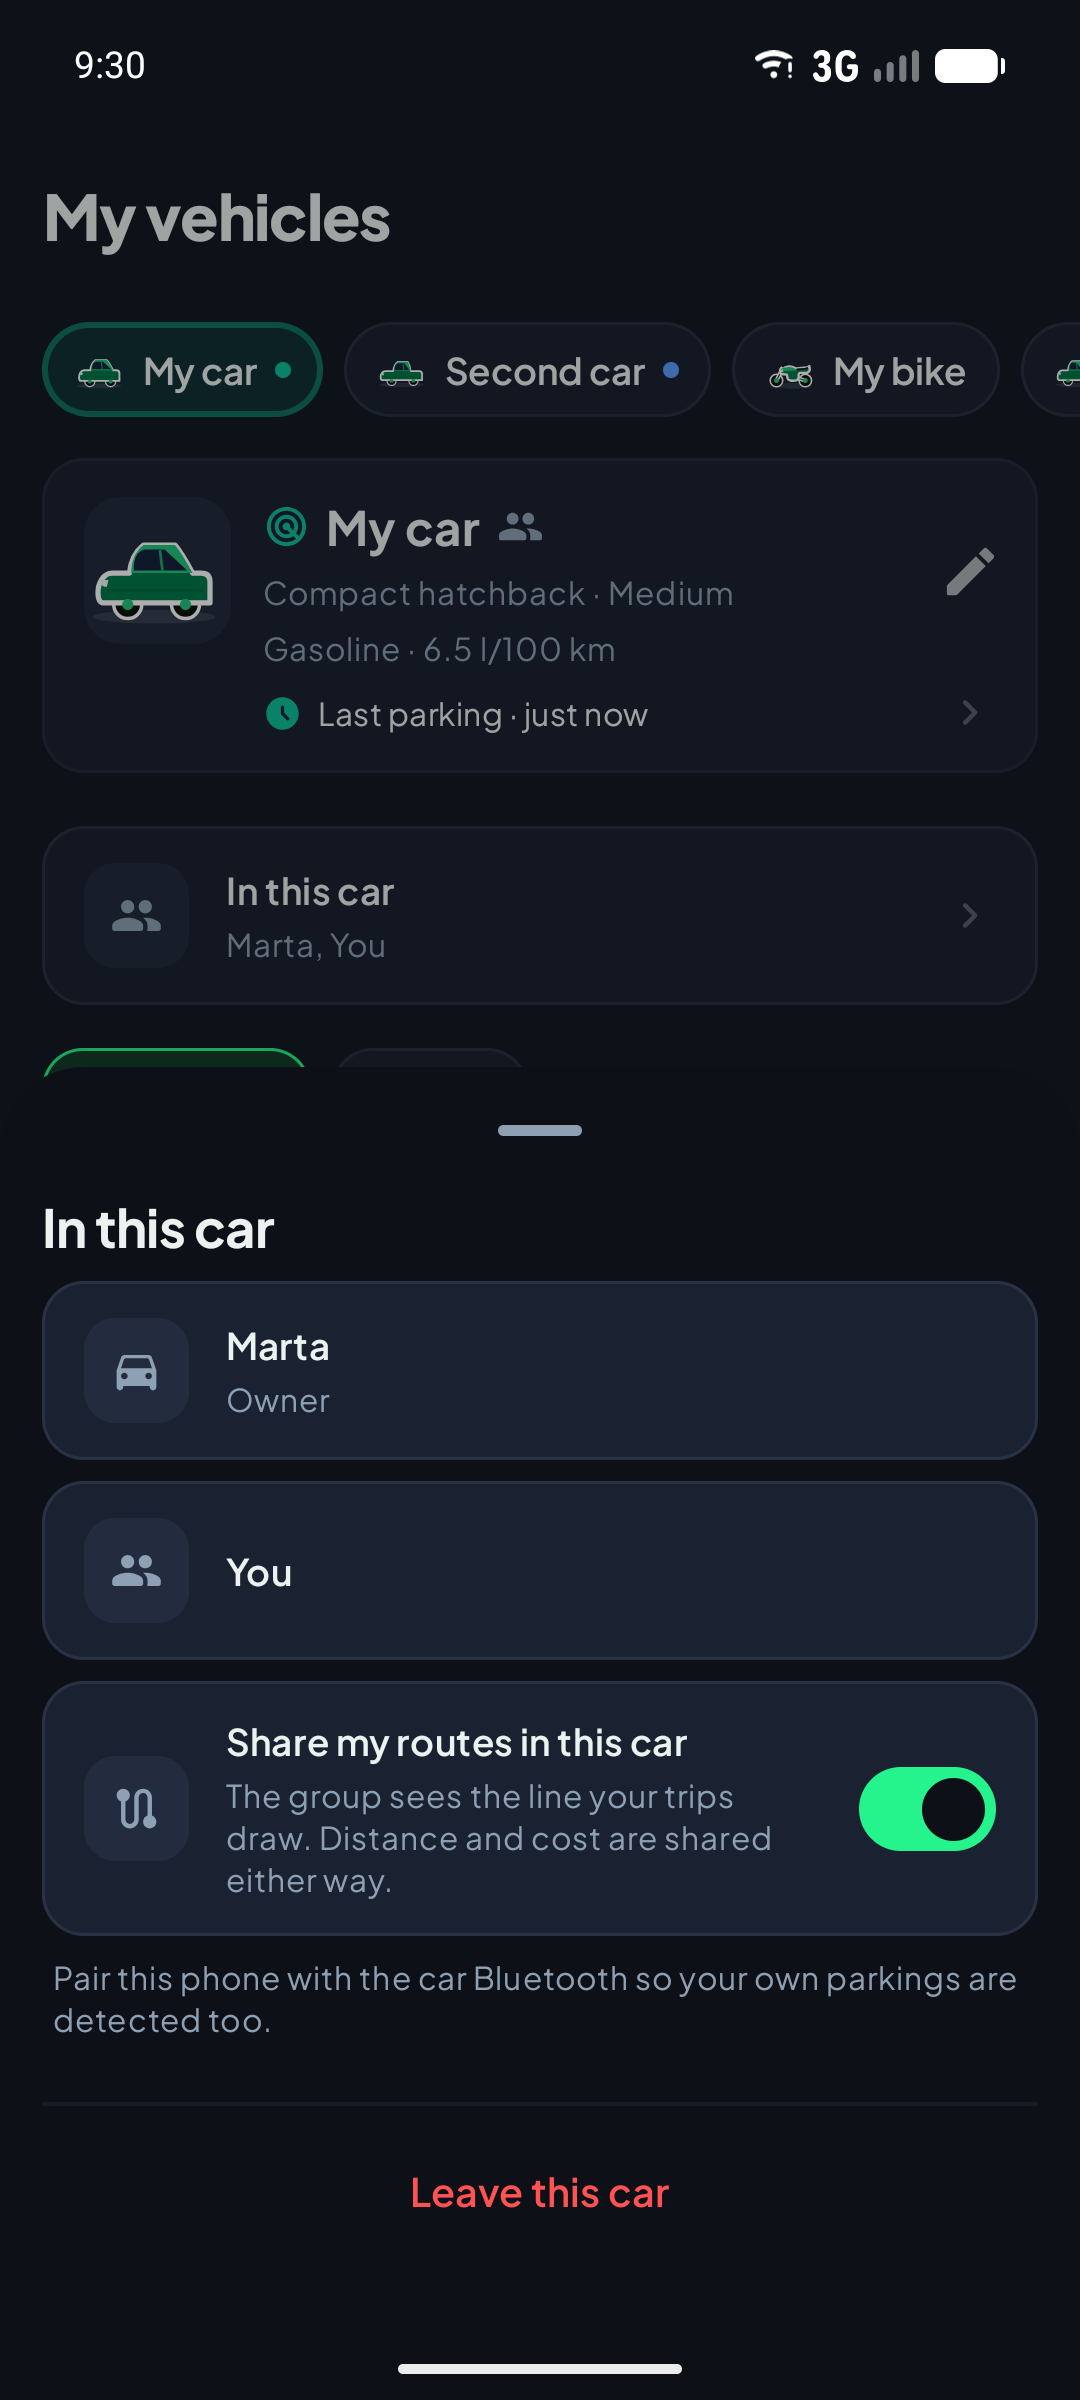 9:30
3G
My vehicles
My car
Second car
My bike
My car
Compact hatchback · Medium
Gasoline · 6.5 l/100 km
Last parking · just now
In this car
Marta, You
In this car
Marta
Owner
You
Share my routes in this car
The group sees the line your trips
draw. Distance and cost are shared
either way.
Pair this phone with the car Bluetooth so your own parkings are
detected too.
Leave this car